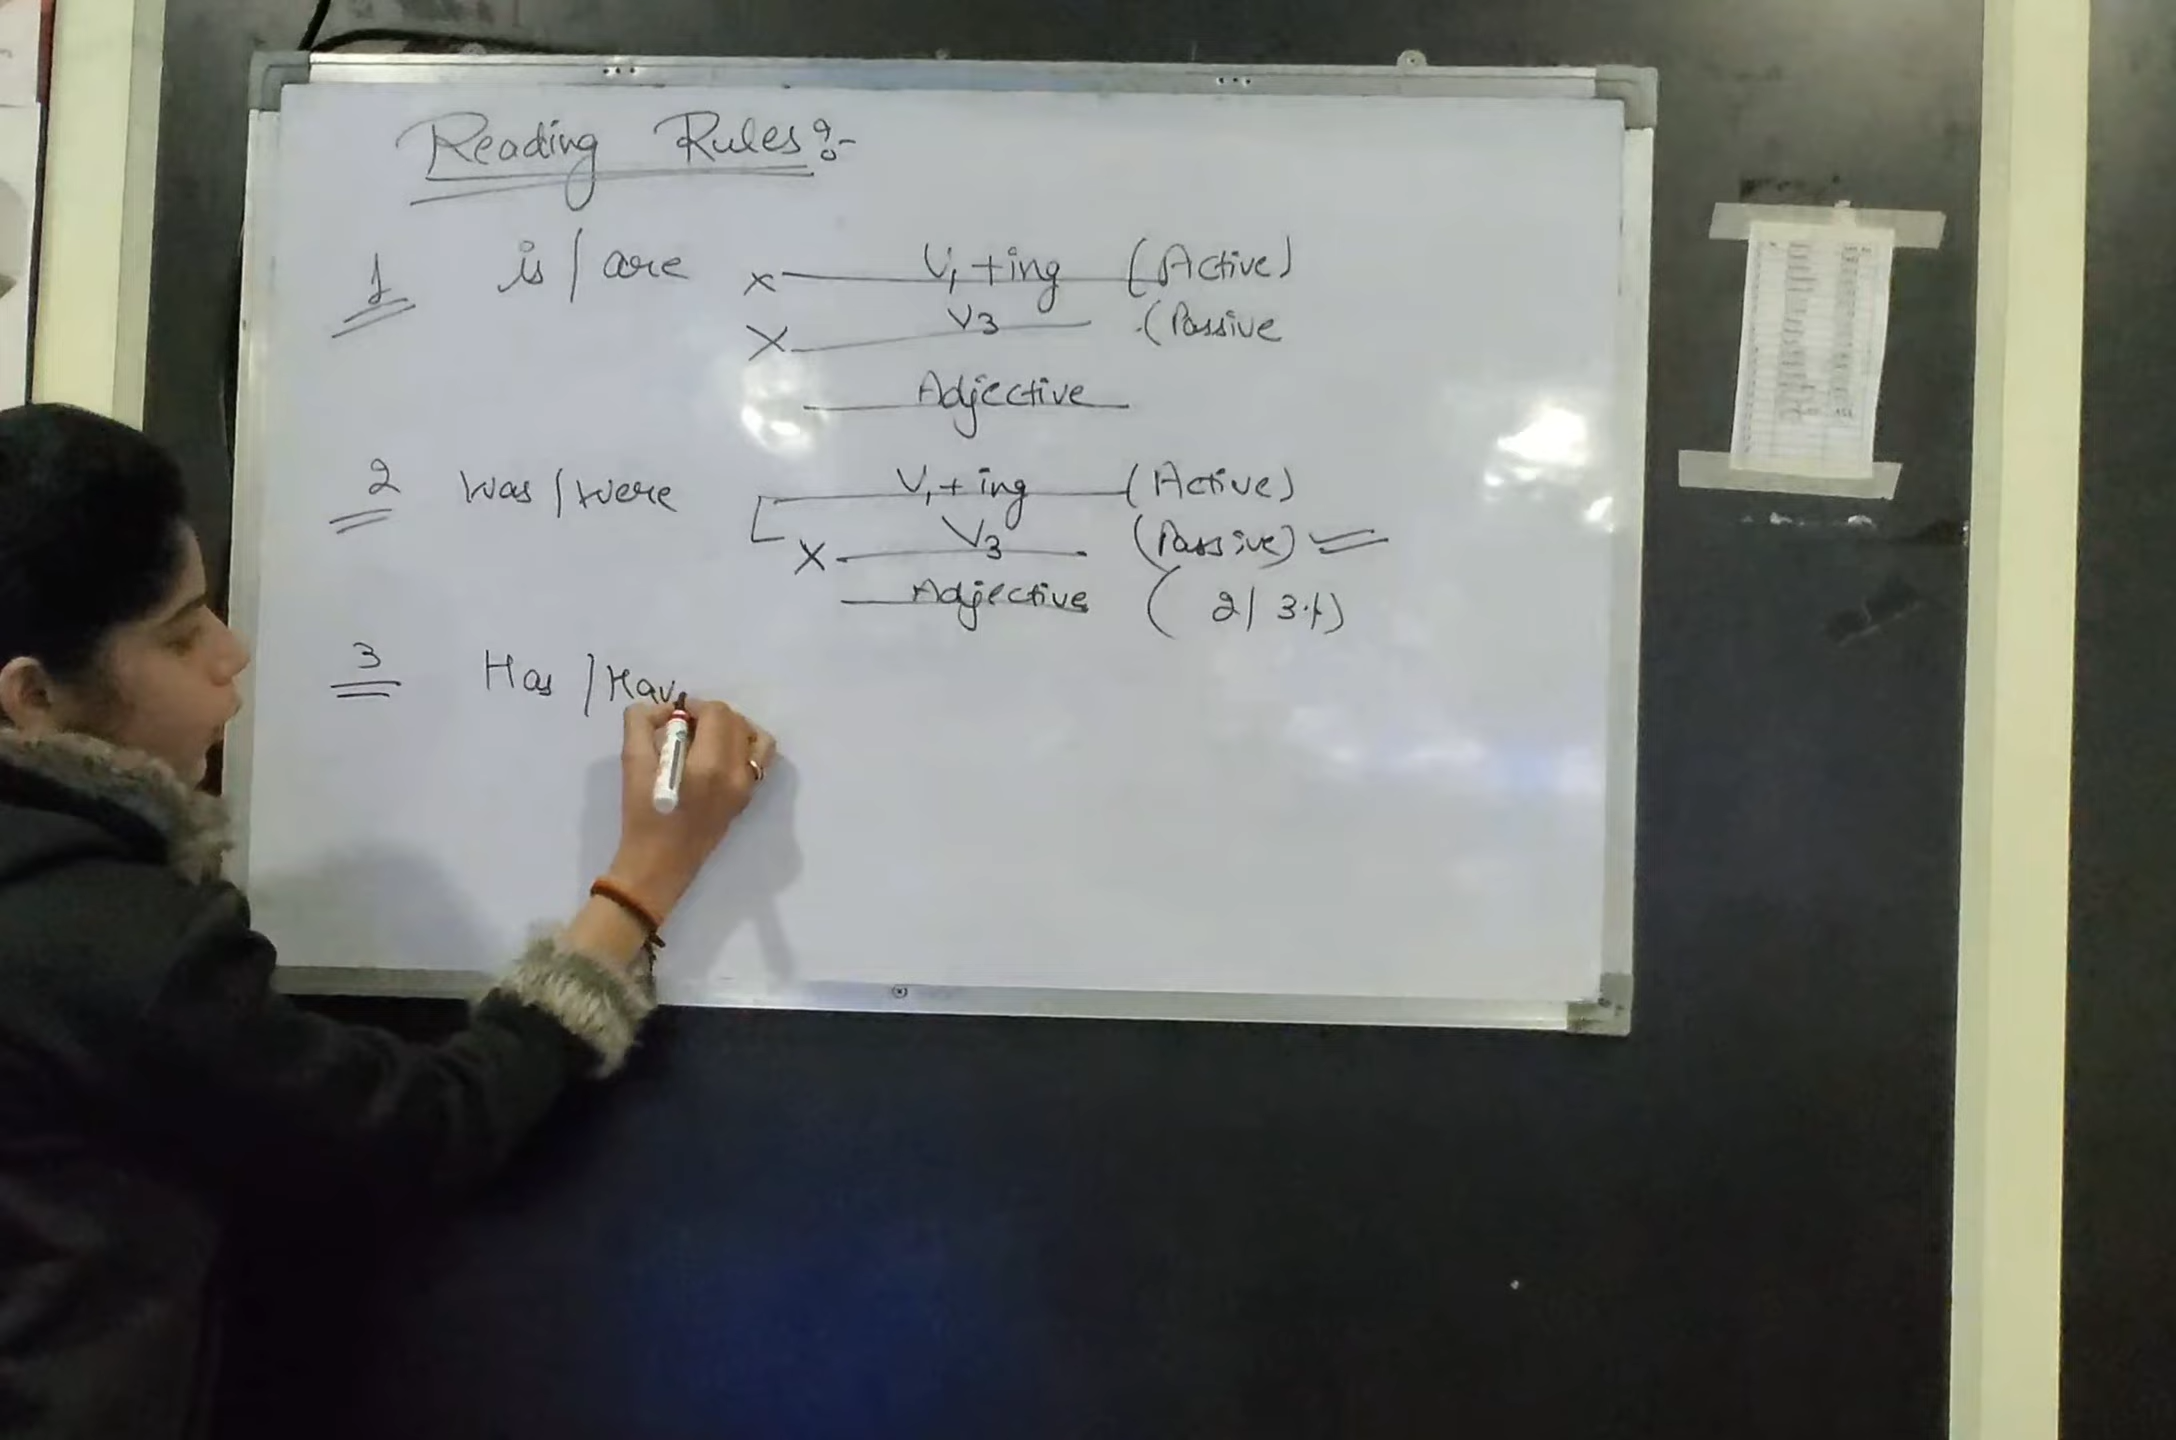 Reading Rules:-
1 is / are x V1 + ing (Active)
X V3 (Passive
Adjective
2 Was / Were V1 + ing (Active)
X V3 (Passive)
Adjective ( 2 / 3 .1.)
3 Has / Hav